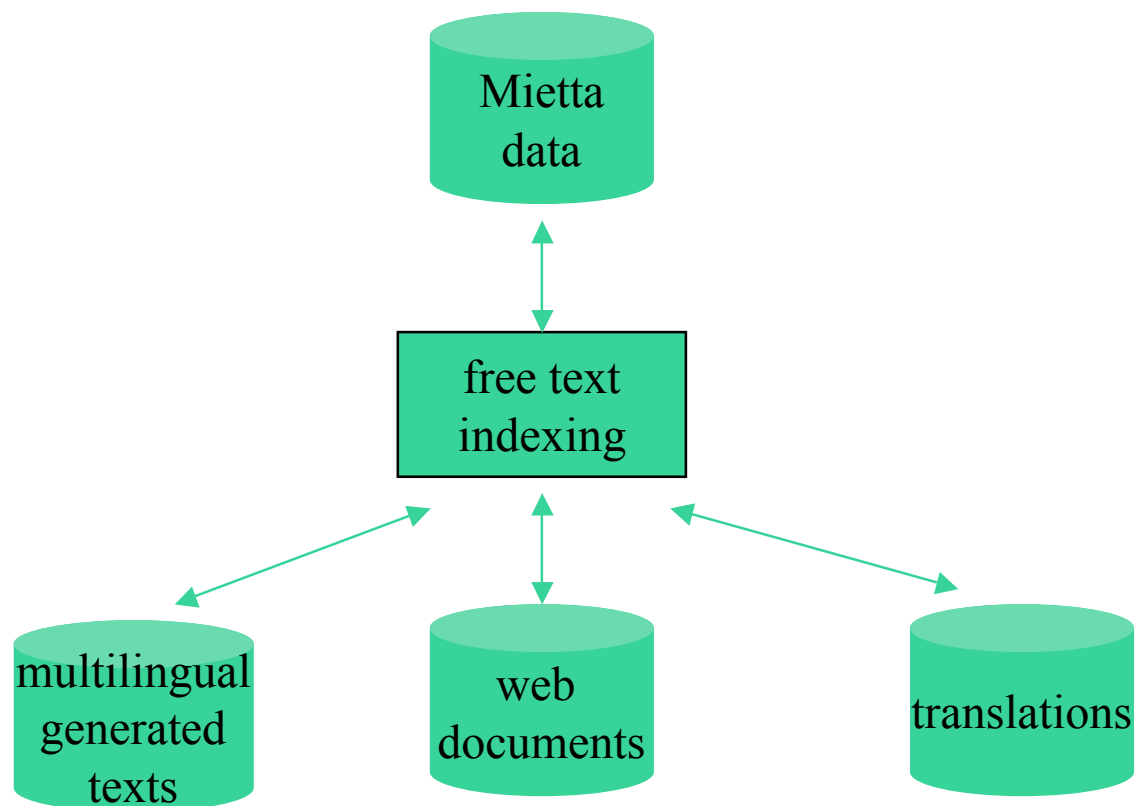 Mietta
data
free text
indexing
multilingual
generated
texts
web
documents
translations